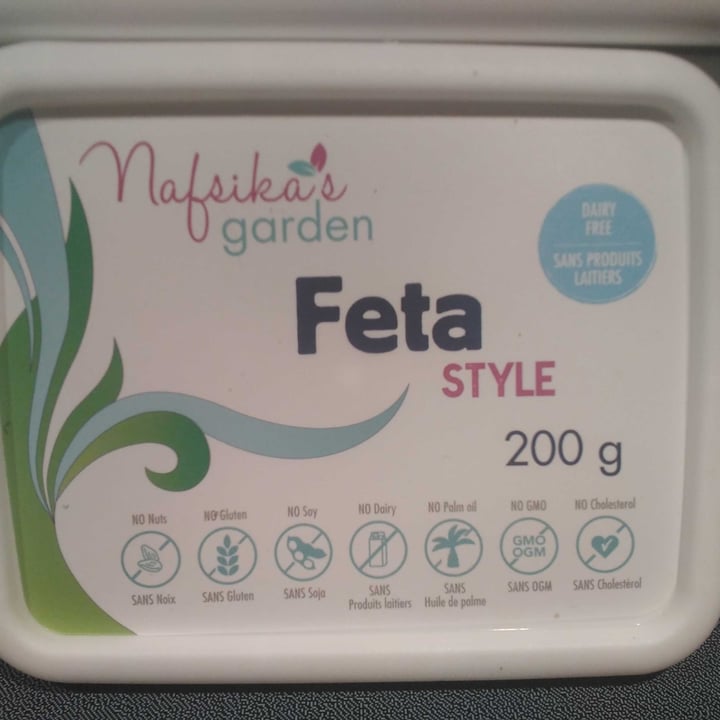 Nafsika's
garden
DAIRY
FREE
SANS PRODUITS
LAITIERS
Feta
STYLE
200 g
NO Nuts
NO Gluten
NO Soy
NO Dairy
NO Palm oil
NO GMO
NO Cholesterol
GMO
OGM
SANS Noix
SANS Gluten
SANS Soja
SANS
Produits laitiers
SANS
Huile de palme
SANS OGM
SANS Cholestérol